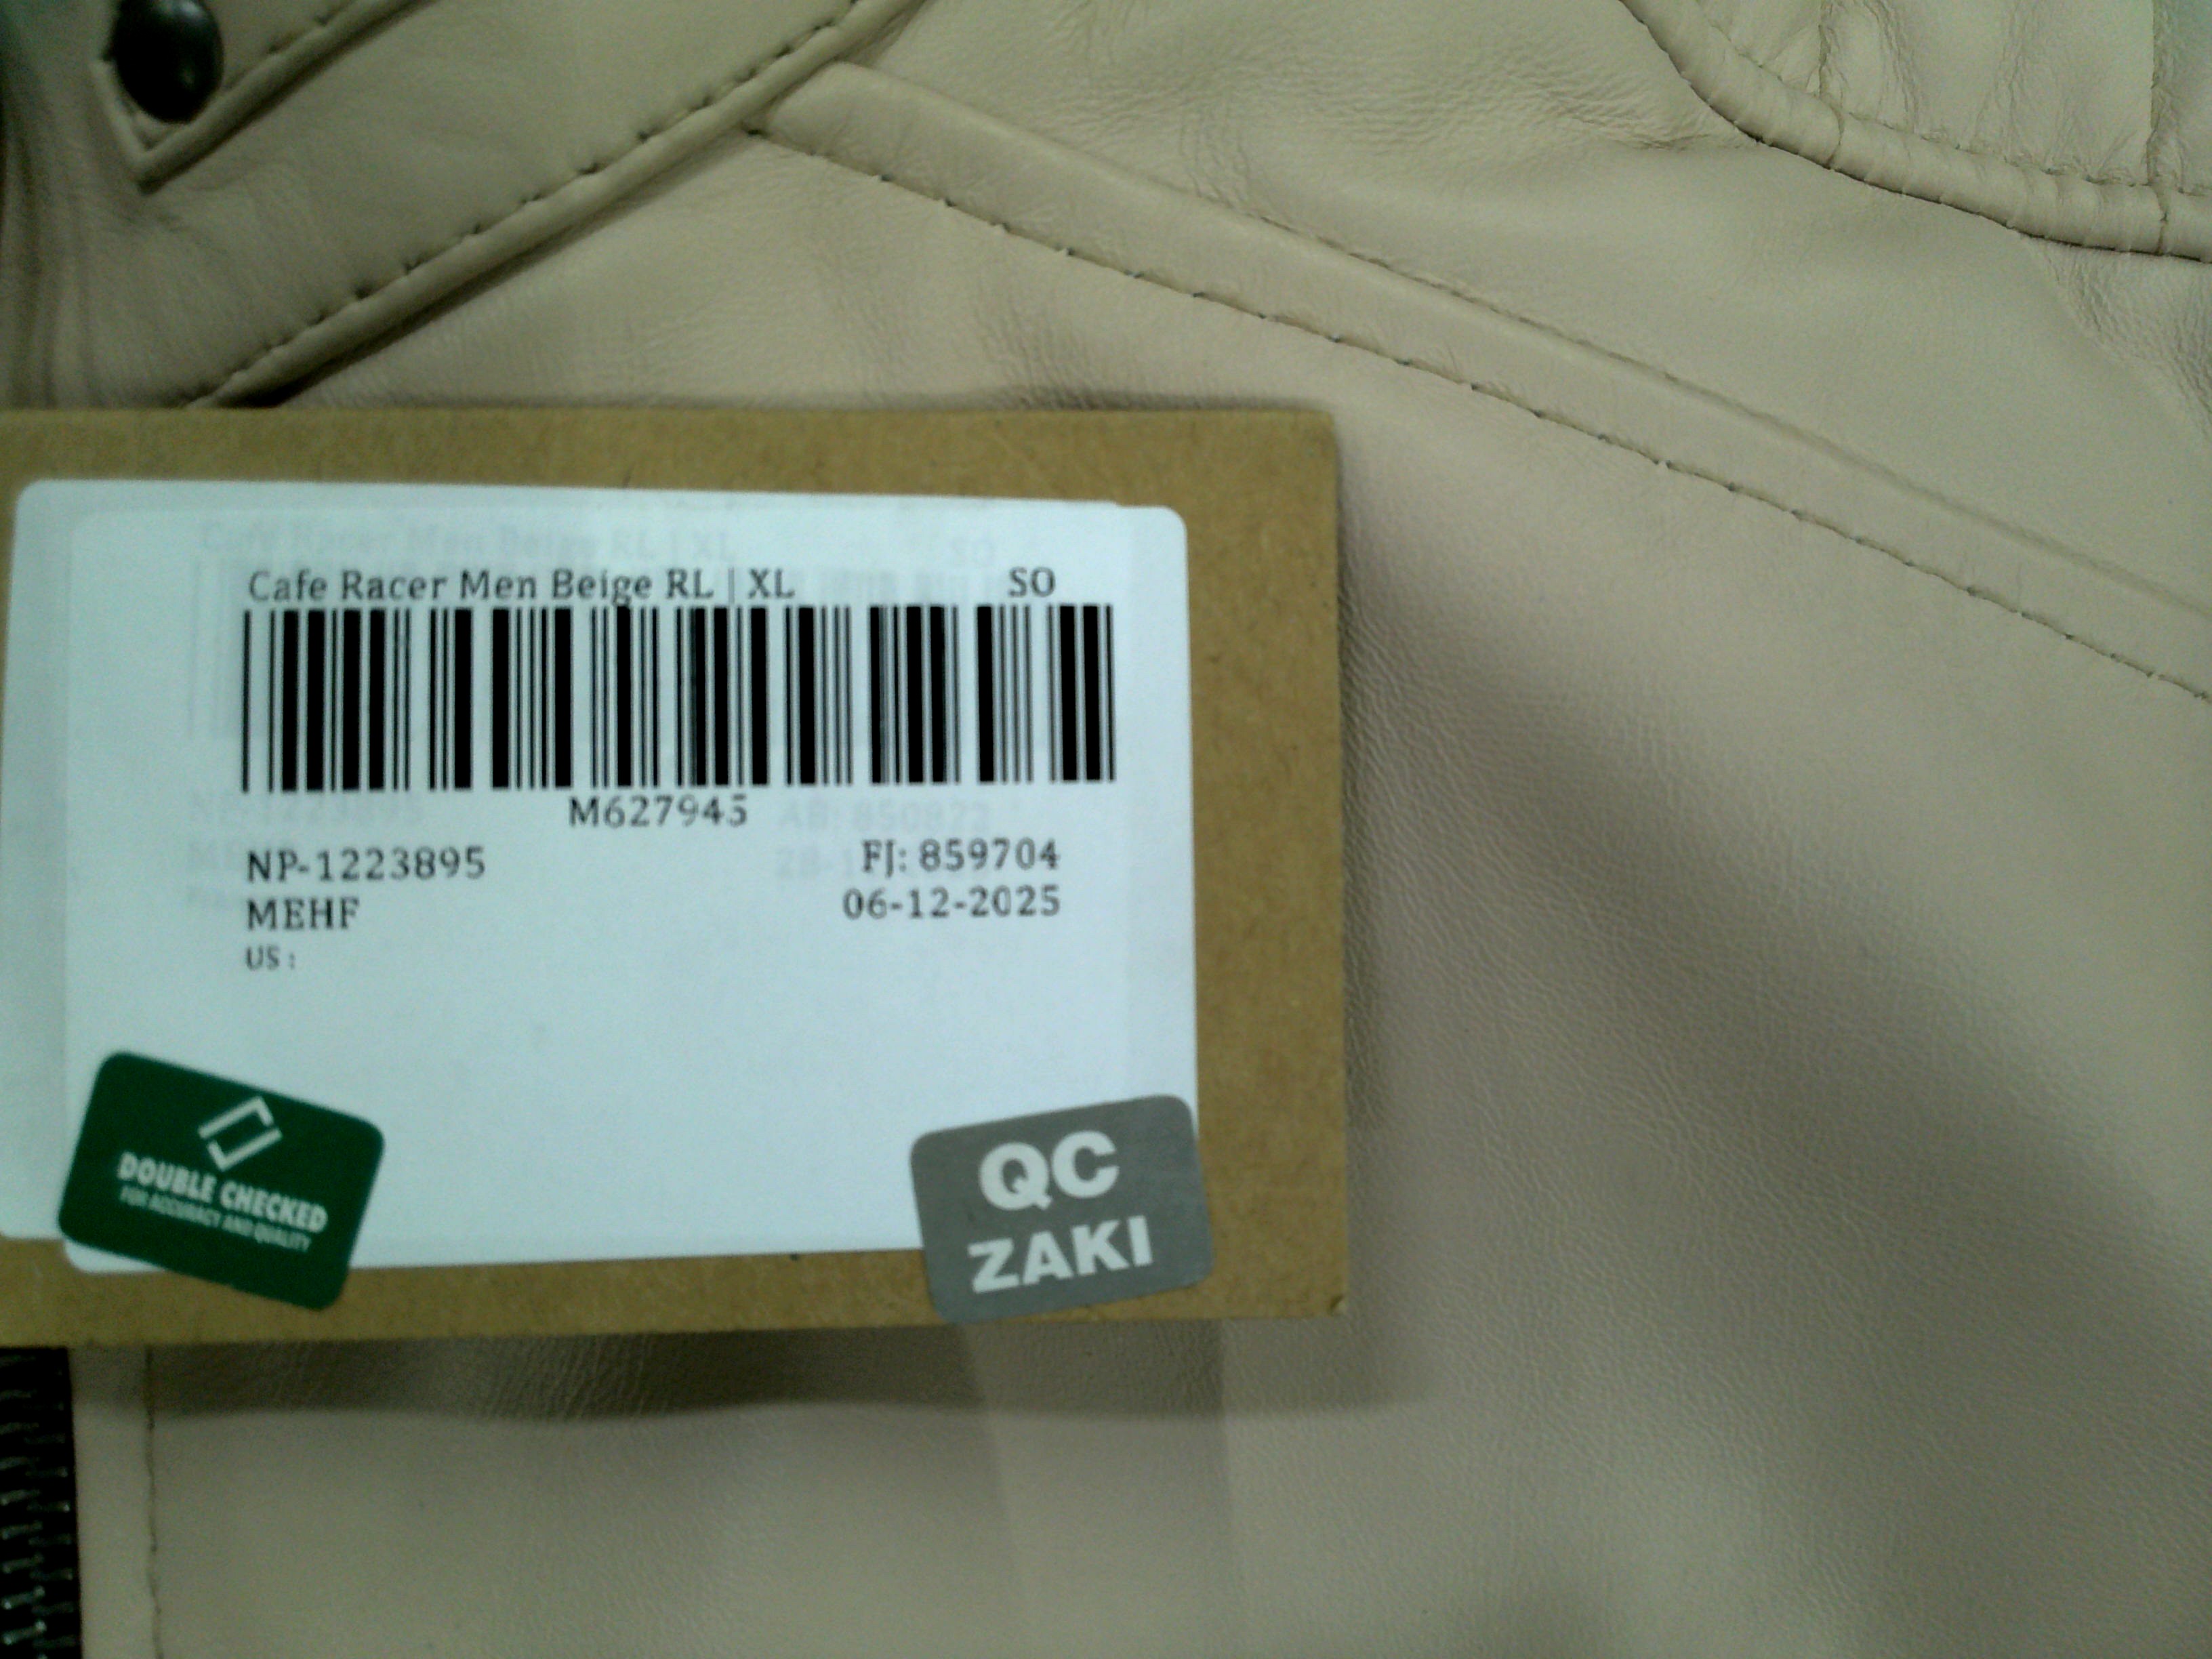 Cafe Racer Men Beige RL | XL SO
M627945
NP-1223895 FJ: 859704
MEHF 06-12-2025
US :
DOUBLE CHECKED
FOR ACCURACY AND QUALITY
QC
ZAKI